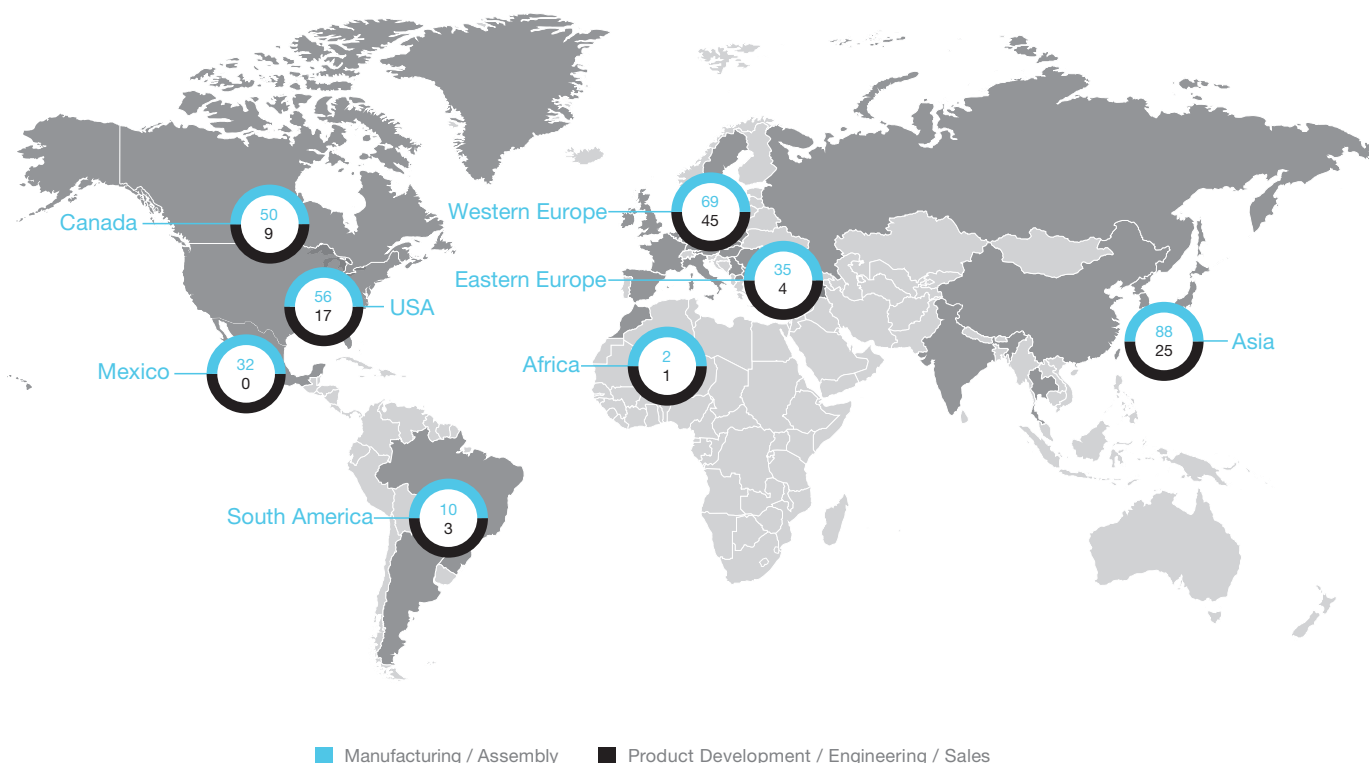 Canada
50
9
USA
56
17
Mexico
32
0
South America
10
3
Western Europe
69
45
Eastern Europe
35
4
Africa
2
1
Asia
88
25
Manufacturing / Assembly
Product Development / Engineering / Sales